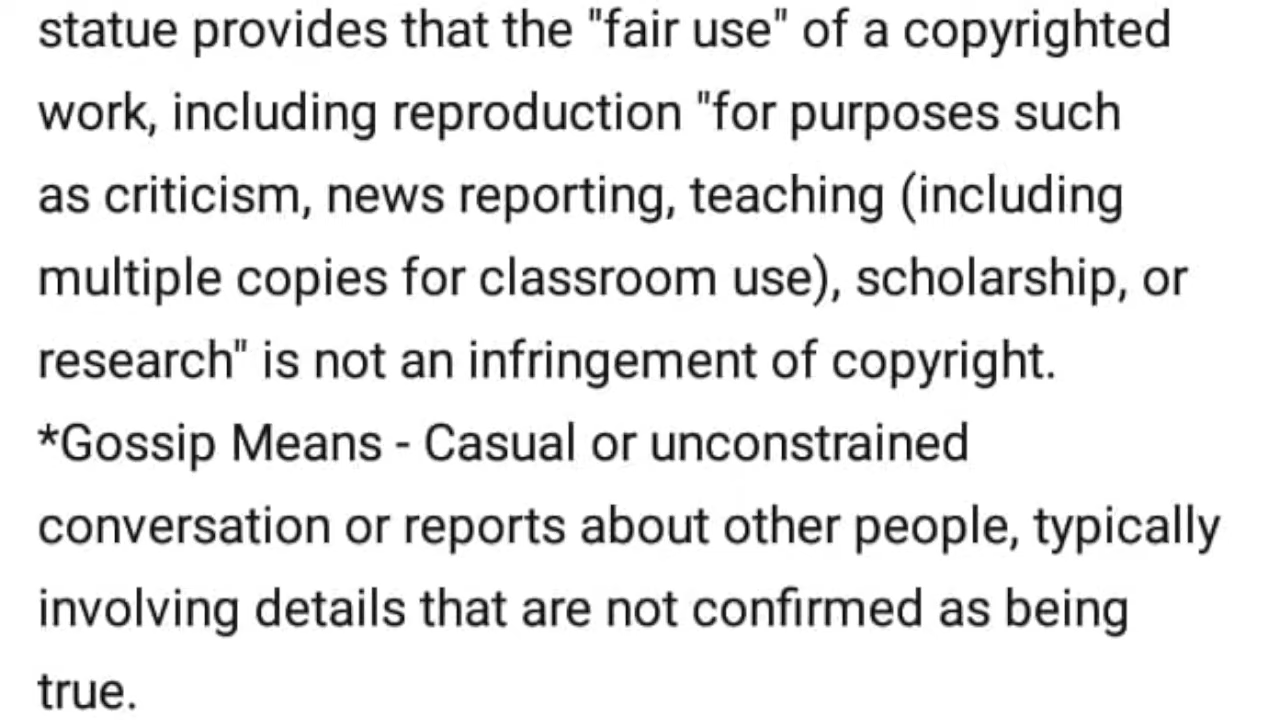 statue provides that the "fair use" of a copyrighted
work, including reproduction "for purposes such
as criticism, news reporting, teaching (including
multiple copies for classroom use), scholarship, or
research" is not an infringement of copyright.
*Gossip Means - Casual or unconstrained
conversation or reports about other people, typically
involving details that are not confirmed as being
true.